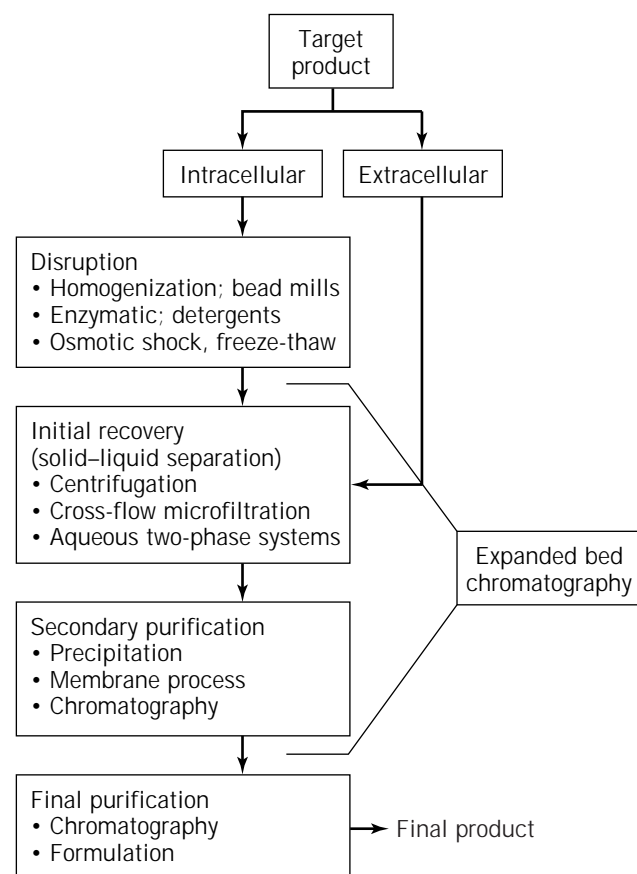 Target
product
Intracellular
Extracellular
Disruption
• Homogenization; bead mills
• Enzymatic; detergents
• Osmotic shock, freeze-thaw
Initial recovery
(solid–liquid separation)
• Centrifugation
• Cross-flow microfiltration
• Aqueous two-phase systems
Expanded bed
chromatography
Secondary purification
• Precipitation
• Membrane process
• Chromatography
Final purification
• Chromatography
• Formulation
Final product